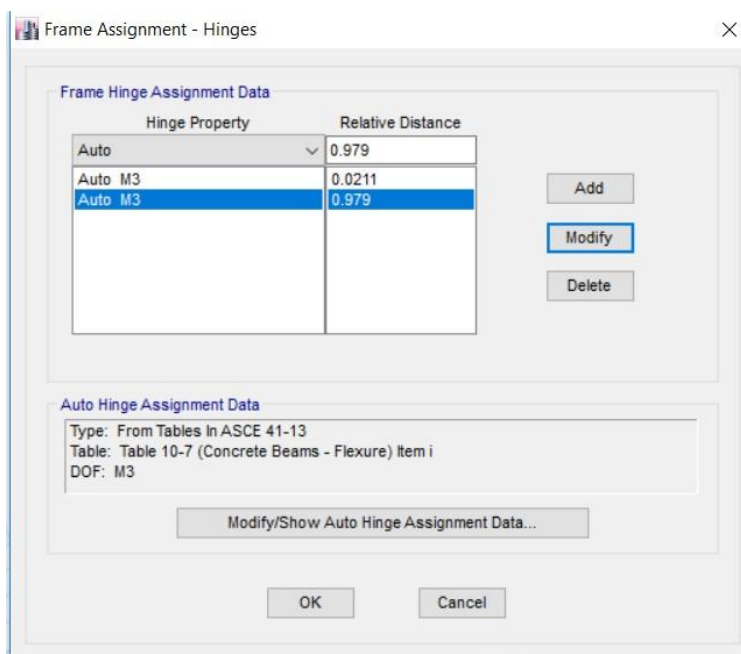 Frame Assignment - Hinges
Frame Hinge Assignment Data
Hinge Property Relative Distance
Auto 0.979
Auto M3 0.0211
Auto M3 0.979
Add
Modify
Delete
Auto Hinge Assignment Data
Type: From Tables In ASCE 41-13
Table: Table 10-7 (Concrete Beams - Flexure) Item i
DOF: M3
Modify/Show Auto Hinge Assignment Data...
OK Cancel